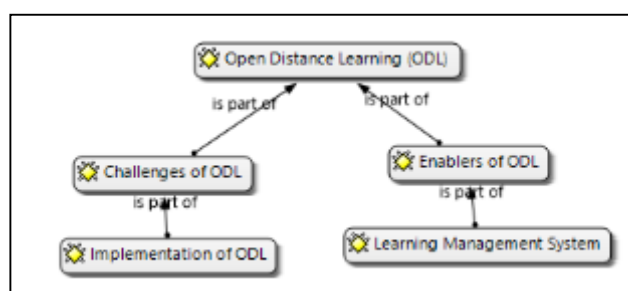 Open Distance Learning (ODL)
is part of
is part of
Challenges of ODL
Enablers of ODL
is part of
is part of
Implementation of ODL
Learning Management System